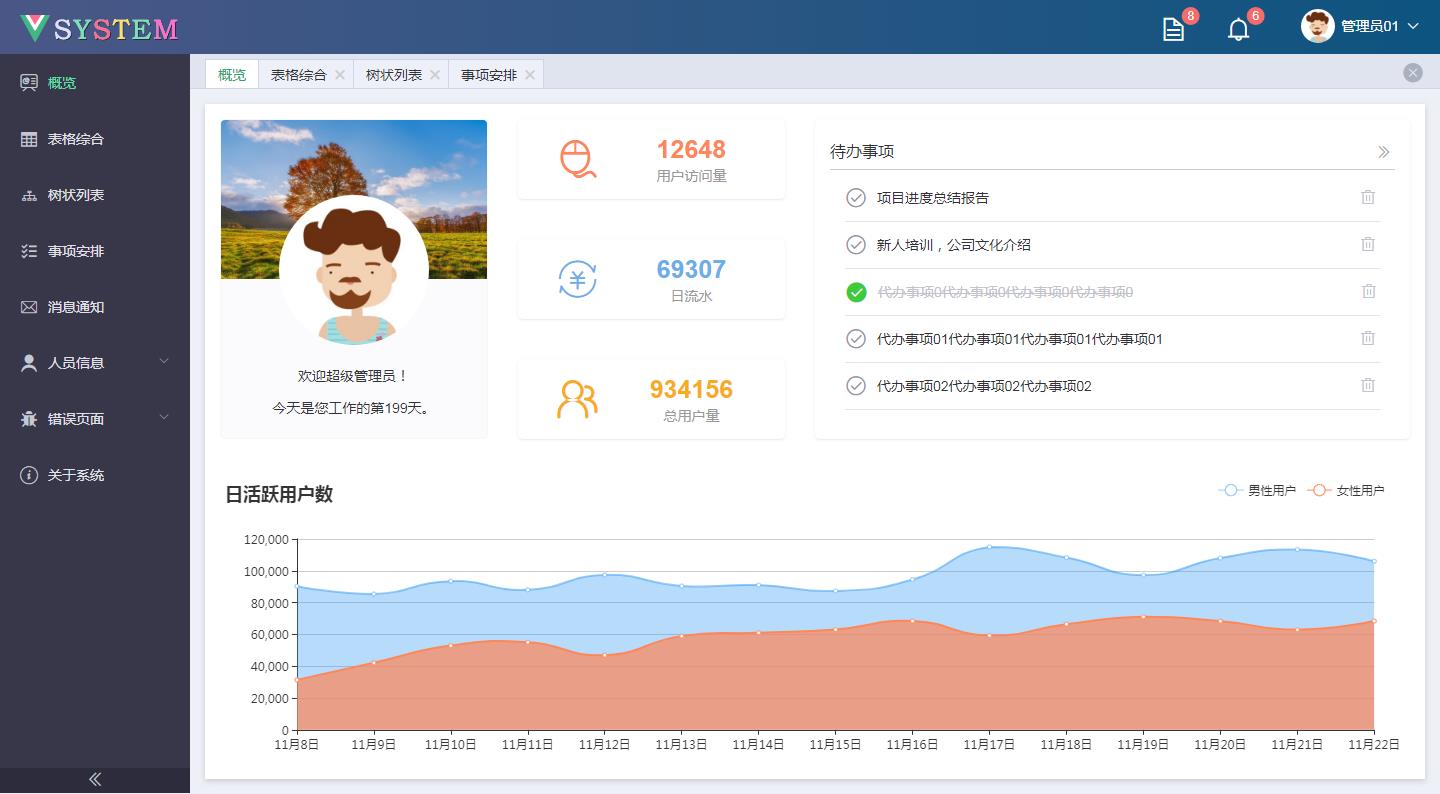 SYSTEM
8
6
管理员01
概览
表格综合
树状列表
事项安排
消息通知
人员信息
错误页面
关于系统
概览
表格综合
树状列表
事项安排
欢迎超级管理员！
今天是您工作的第199天。
12648
用户访问量
69307
日流水
934156
总用户量
待办事项
项目进度总结报告
新人培训，公司文化介绍
代办事项0代办事项0代办事项0代办事项0
代办事项01代办事项01代办事项01代办事项01
代办事项02代办事项02代办事项02
日活跃用户数
男性用户 女性用户
120,000
100,000
80,000
60,000
40,000
20,000
0
11月8日 11月9日 11月10日 11月11日 11月12日 11月13日 11月14日 11月15日 11月16日 11月17日 11月18日 11月19日 11月20日 11月21日 11月22日